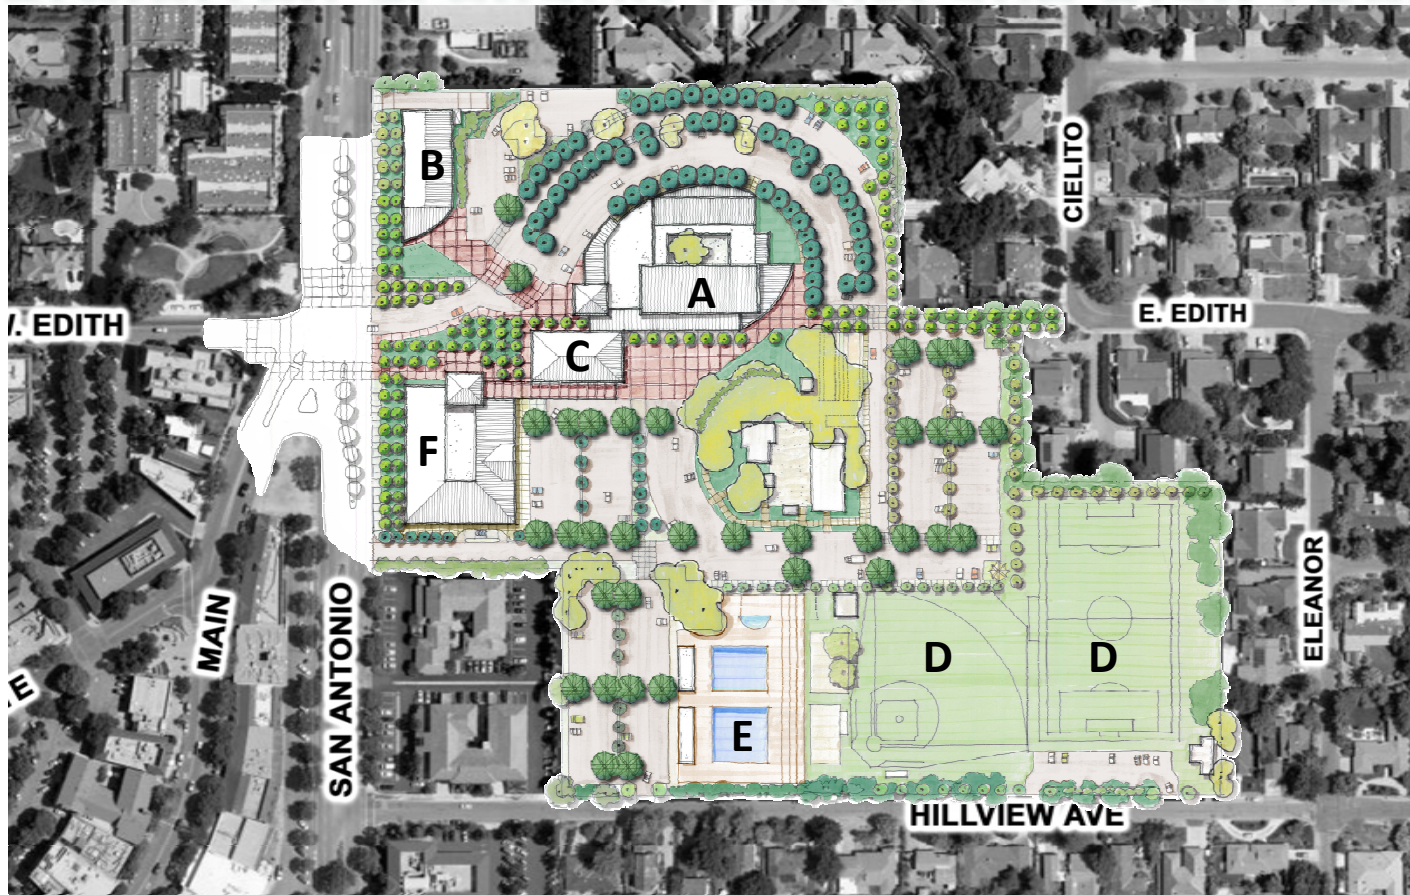 B
CIELITO
A
W. EDITH
E. EDITH
C
F
ELEANOR
MAIN
SAN ANTONIO
D
D
E
HILLVIEW AVE